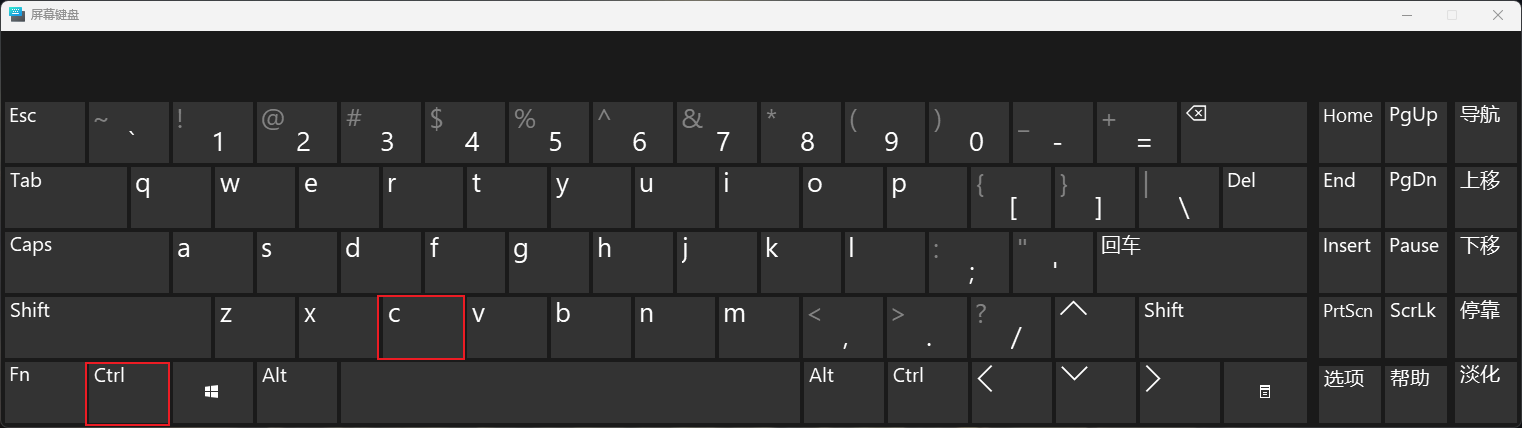 屏幕键盘
Esc ~ ` ! 1 @ 2 # 3 $ 4 % 5 ^ 6 & 7 * 8 ( 9 ) 0 _ - + = Home PgUp 导航
Tab q w e r t y u i o p { [ } ] | \ Del End PgDn 上移
Caps a s d f g h j k l : ; " ' 回车 Insert Pause 下移
Shift z x c v b n m < , > . ? / Shift PrtScn ScrLk 停靠
Fn Ctrl Alt Alt Ctrl 选项 帮助 淡化